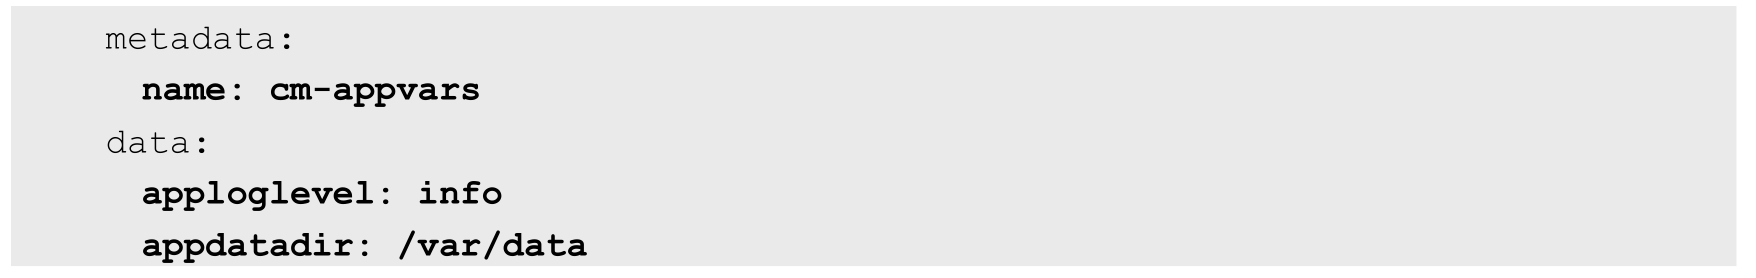 metadata:
  name: cm-appvars
data:
  apploglevel: info
  appdatadir: /var/data